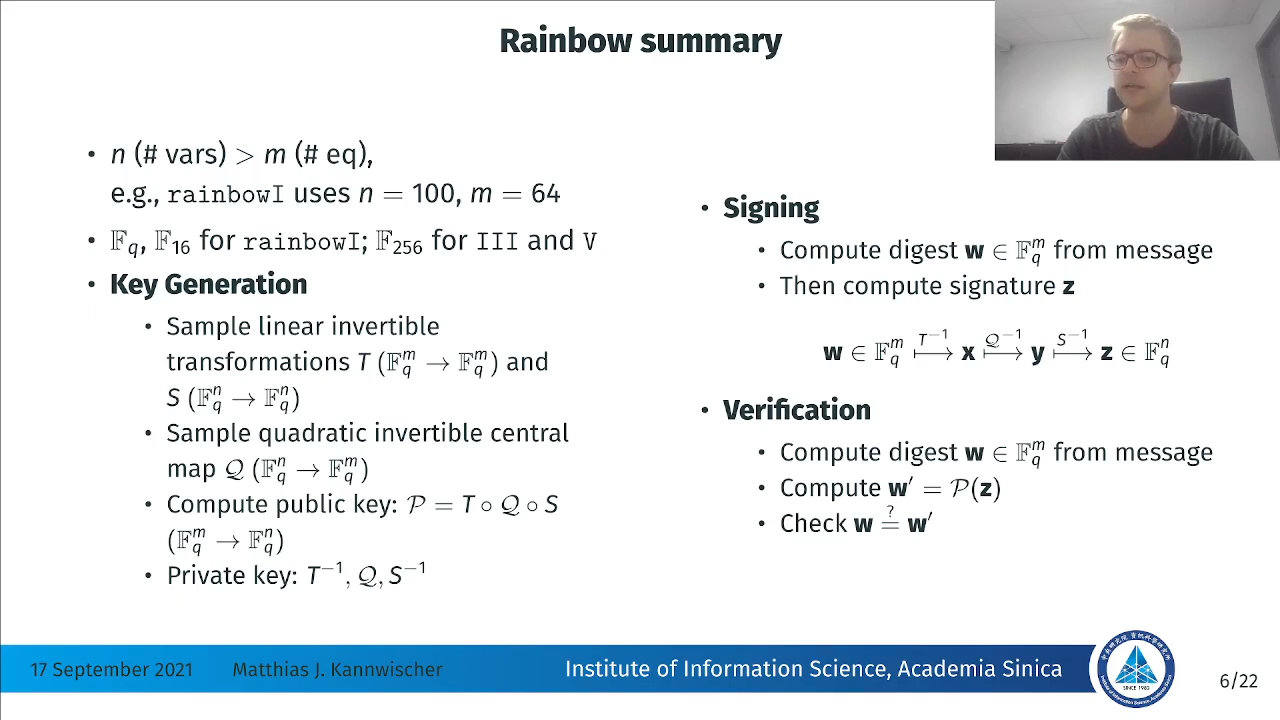 Rainbow summary
• n (# vars) > m (# eq),
e.g., rainbowI uses n = 100, m = 64
• 𝔽_q, 𝔽_16 for rainbowI; 𝔽_256 for III and V
• Key Generation
• Sample linear invertible
transformations T (𝔽_q^m → 𝔽_q^m) and
S (𝔽_q^n → 𝔽_q^n)
• Sample quadratic invertible central
map 𝒬 (𝔽_q^n → 𝔽_q^m)
• Compute public key: 𝒫 = T ∘ 𝒬 ∘ S
(𝔽_q^m → 𝔽_q^n)
• Private key: T^−1, 𝒬, S^−1
• Signing
• Compute digest w ∈ 𝔽_q^m from message
• Then compute signature z
w ∈ 𝔽_q^m ↦^{T^−1} x ↦^{𝒬^−1} y ↦^{S^−1} z ∈ 𝔽_q^n
• Verification
• Compute digest w ∈ 𝔽_q^m from message
• Compute w′ = 𝒫(z)
• Check w ≟ w′
17 September 2021 Matthias J. Kannwischer Institute of Information Science, Academia Sinica
SINCE 1982
6/22